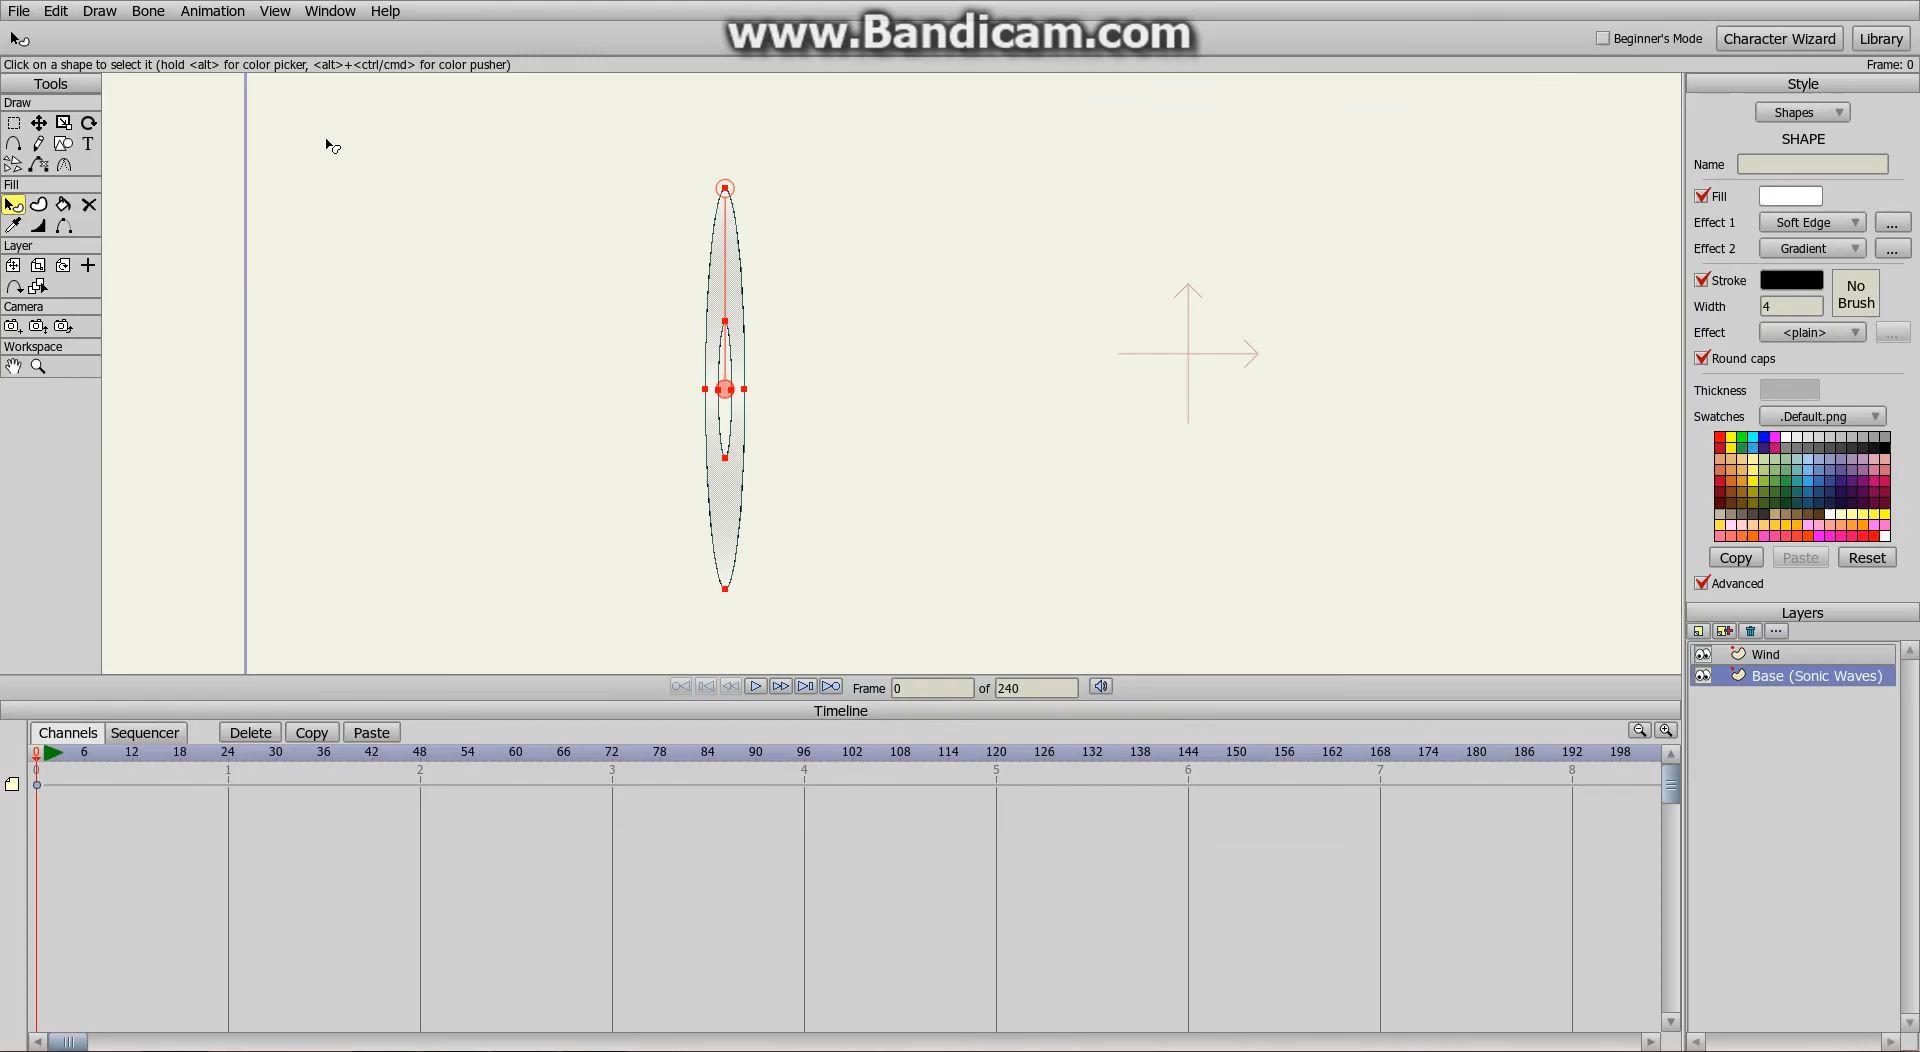 File Edit Draw Bone Animation View Window Help
www.Bandicam.com
Beginner's Mode Character Wizard Library
Click on a shape to select it (hold <alt> for color picker, <alt>+<ctrl/cmd> for color pusher) Frame: 0
Tools
Draw
T
Fill
Layer
Camera
Workspace
Style
Shapes
SHAPE
Name
Fill
Effect 1 Soft Edge ...
Effect 2 Gradient ...
Stroke No Brush
Width 4
Effect <plain> ...
Round caps
Thickness
Swatches .Default.png
Copy Paste Reset
Advanced
Layers
...
Wind
Base (Sonic Waves)
Frame 0 of 240
Timeline
Channels Sequencer Delete Copy Paste
0 6 12 18 24 30 36 42 48 54 60 66 72 78 84 90 96 102 108 114 120 126 132 138 144 150 156 162 168 174 180 186 192 198
0 1 2 3 4 5 6 7 8